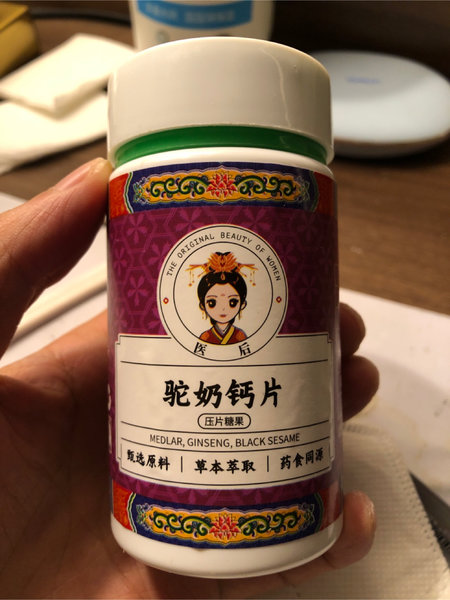 THE ORIGINAL BEAUTY OF WOMEN
医后
驼奶钙片
压片糖果
MEDLAR, GINSENG, BLACK SESAME
甄选原料 | 草本萃取 | 药食同源